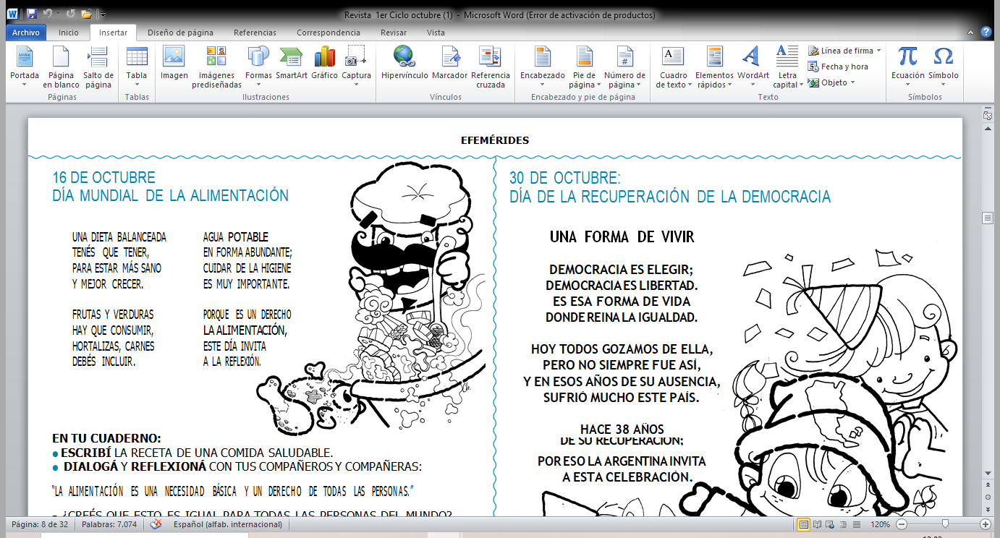 Revista 1er Ciclo octubre (1) - Microsoft Word (Error de activación de productos)
Archivo Inicio Insertar Diseño de página Referencias Correspondencia Revisar Vista
Portada
Página en blanco
Salto de página
Páginas
Tabla
Tablas
Imagen
Imágenes prediseñadas
Formas
SmartArt
Gráfico
Captura
Ilustraciones
Hipervínculo
Marcador
Referencia cruzada
Vínculos
Encabezado
Pie de página
Número de página
Encabezado y pie de página
Cuadro de texto
Elementos rápidos
WordArt
Letra capital
Línea de firma
Fecha y hora
Objeto
Texto
Ecuación
Símbolo
Símbolos
EFEMÉRIDES
16 DE OCTUBRE
DÍA MUNDIAL DE LA ALIMENTACIÓN
UNA DIETA BALANCEADA
TENÉS QUE TENER,
PARA ESTAR MÁS SANO
Y MEJOR CRECER.
FRUTAS Y VERDURAS
HAY QUE CONSUMIR,
HORTALIZAS, CARNES
DEBÉS INCLUIR.
AGUA POTABLE
EN FORMA ABUNDANTE;
CUIDAR DE LA HIGIENE
ES MUY IMPORTANTE.
PORQUE ES UN DERECHO
LA ALIMENTACIÓN,
ESTE DÍA INVITA
A LA REFLEXIÓN.
EN TU CUADERNO:
• ESCRIBÍ LA RECETA DE UNA COMIDA SALUDABLE.
• DIALOGÁ Y REFLEXIONÁ CON TUS COMPAÑEROS Y COMPAÑERAS:
"LA ALIMENTACIÓN ES UNA NECESIDAD BÁSICA Y UN DERECHO DE TODAS LAS PERSONAS."
- ¿CREÉS QUE ESTO ES IGUAL PARA TODAS LAS PERSONAS DEL MUNDO?
30 DE OCTUBRE:
DÍA DE LA RECUPERACIÓN DE LA DEMOCRACIA
UNA FORMA DE VIVIR
DEMOCRACIA ES ELEGIR;
DEMOCRACIA ES LIBERTAD.
ES ESA FORMA DE VIDA
DONDE REINA LA IGUALDAD.
HOY TODOS GOZAMOS DE ELLA,
PERO NO SIEMPRE FUE ASÍ,
Y EN ESOS AÑOS DE SU AUSENCIA,
SUFRIÓ MUCHO ESTE PAÍS.
HACE 38 AÑOS
DE SU RECUPERACIÓN;
POR ESO LA ARGENTINA INVITA
A ESTA CELEBRACIÓN.
Página: 8 de 32 Palabras: 7.074 Español (alfab. internacional) 120%